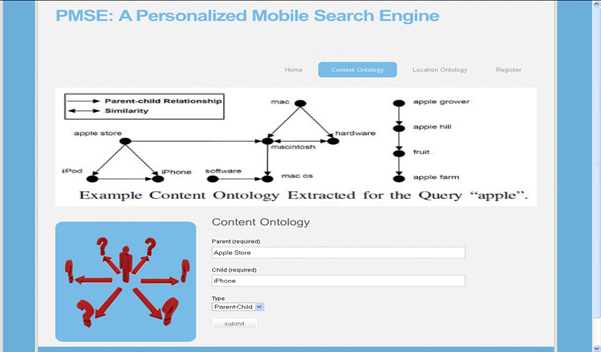 PMSE: A Personalized Mobile Search Engine
Home Content Ontology Location Ontology Register
Parent-child Relationship
Similarity
mac
apple grower
apple store
hardware
apple hill
macintosh
fruit
iPod
iPhone
software
mac os
apple farm
Example Content Ontology Extracted for the Query “apple”.
Content Ontology
Parent (required)
Apple Store
Child (required)
iPhone
Type
Parent-Child
submit